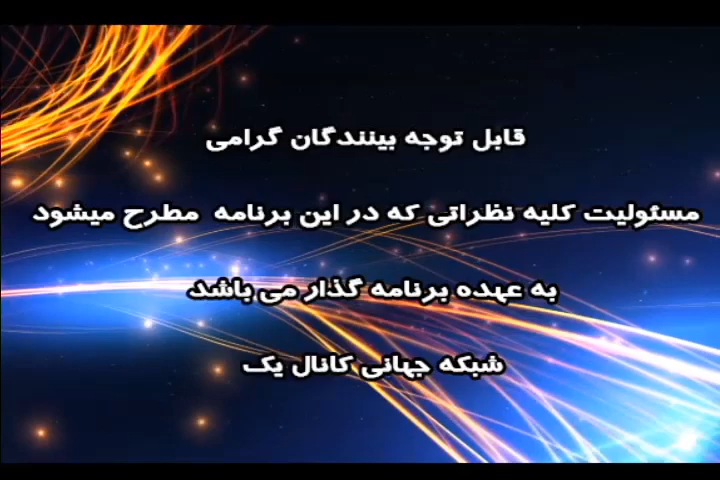 قابل توجه بینندگان گرامی
مسئولیت کلیه نظراتی که در این برنامه مطرح میشود
به عهده برنامه گذار می باشد
شبکه جهانی کانال یک